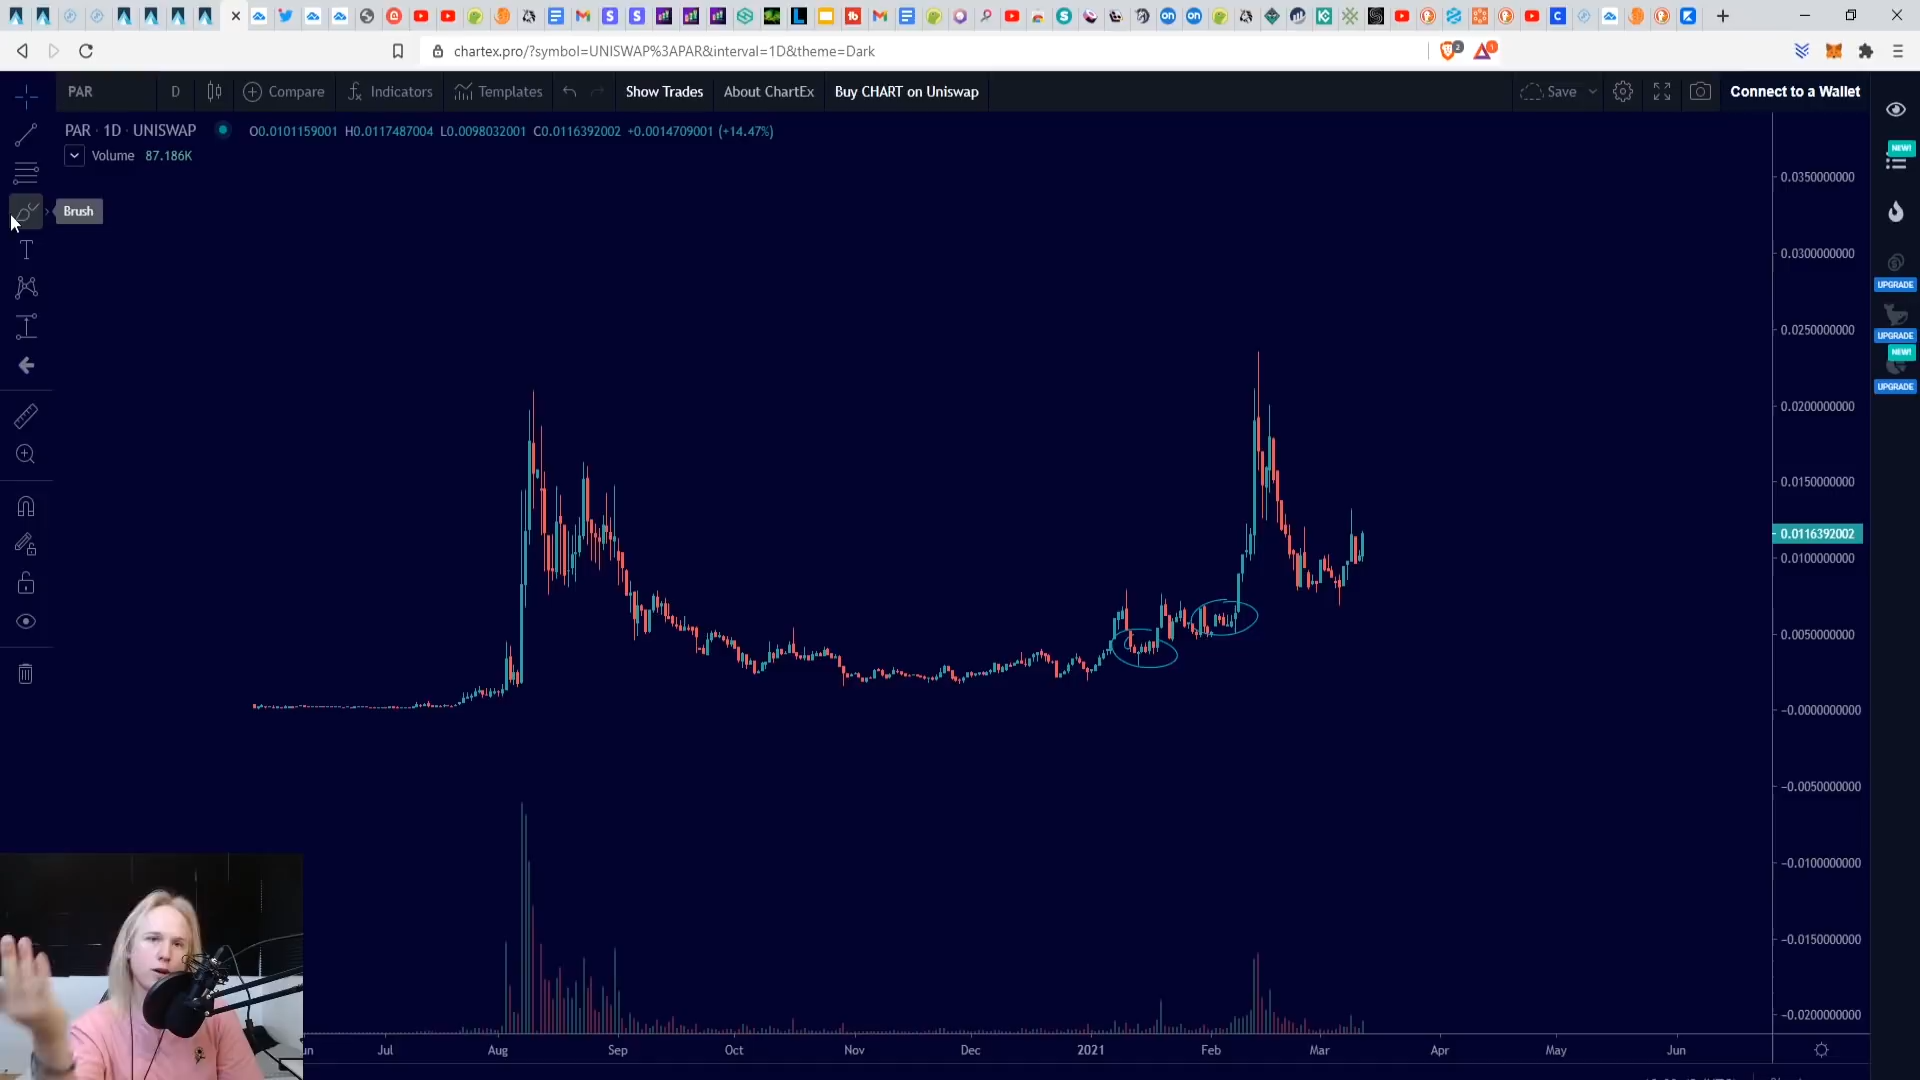 chartex.pro/?symbol=UNISWAP%3APAR&interval=1D&theme=Dark
2
1
PAR
D
Compare
Indicators
Templates
Show Trades
About ChartEx
Buy CHART on Uniswap
Save
Connect to a Wallet
PAR · 1D · UNISWAP
O0.0101159001 H0.0117487004 L0.0098032001 C0.0116392002 +0.0014709001 (+14.47%)
Volume 87.186K
Brush
NEW!
UPGRADE
UPGRADE
NEW!
UPGRADE
0.0350000000
0.0300000000
0.0250000000
0.0200000000
0.0150000000
0.0116392002
0.0100000000
0.0050000000
−0.0000000000
−0.0050000000
−0.0100000000
−0.0150000000
−0.0200000000
Jul
Aug
Sep
Oct
Nov
Dec
2021
Feb
Mar
Apr
May
Jun